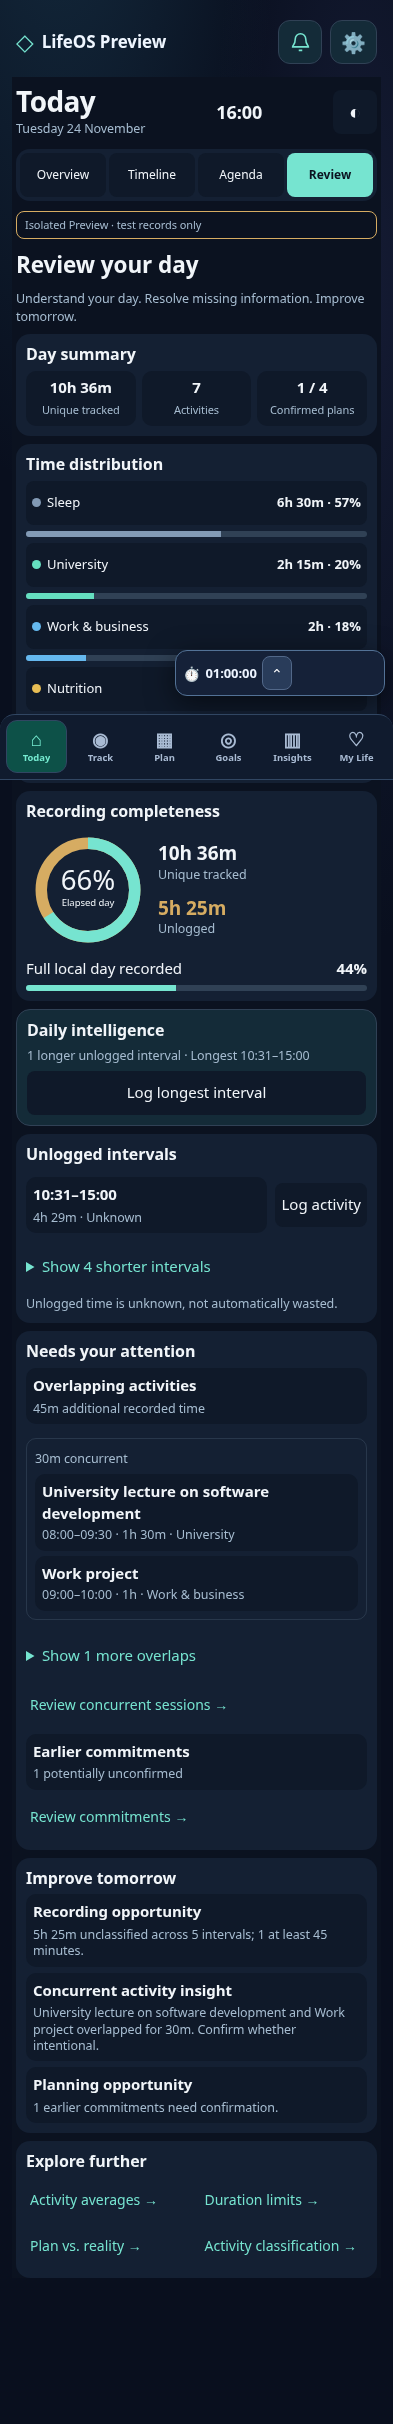 LifeOS Preview
Today
Tuesday 24 November
16:00
Overview
Timeline
Agenda
Review
Isolated Preview · test records only
Review your day
Understand your day. Resolve missing information. Improve
tomorrow.
Day summary
10h 36m
Unique tracked
7
Activities
1 / 4
Confirmed plans
Time distribution
Sleep
6h 30m · 57%
University
2h 15m · 20%
Work & business
2h · 18%
01:00:00
Nutrition
Today
Track
Plan
Goals
Insights
My Life
Recording completeness
66%
Elapsed day
10h 36m
Unique tracked
5h 25m
Unlogged
Full local day recorded
44%
Daily intelligence
1 longer unlogged interval · Longest 10:31–15:00
Log longest interval
Unlogged intervals
10:31–15:00
4h 29m · Unknown
Log activity
Show 4 shorter intervals
Unlogged time is unknown, not automatically wasted.
Needs your attention
Overlapping activities
45m additional recorded time
30m concurrent
University lecture on software
development
08:00–09:30 · 1h 30m · University
Work project
09:00–10:00 · 1h · Work & business
Show 1 more overlaps
Review concurrent sessions →
Earlier commitments
1 potentially unconfirmed
Review commitments →
Improve tomorrow
Recording opportunity
5h 25m unclassified across 5 intervals; 1 at least 45
minutes.
Concurrent activity insight
University lecture on software development and Work
project overlapped for 30m. Confirm whether
intentional.
Planning opportunity
1 earlier commitments need confirmation.
Explore further
Activity averages →
Duration limits →
Plan vs. reality →
Activity classification →